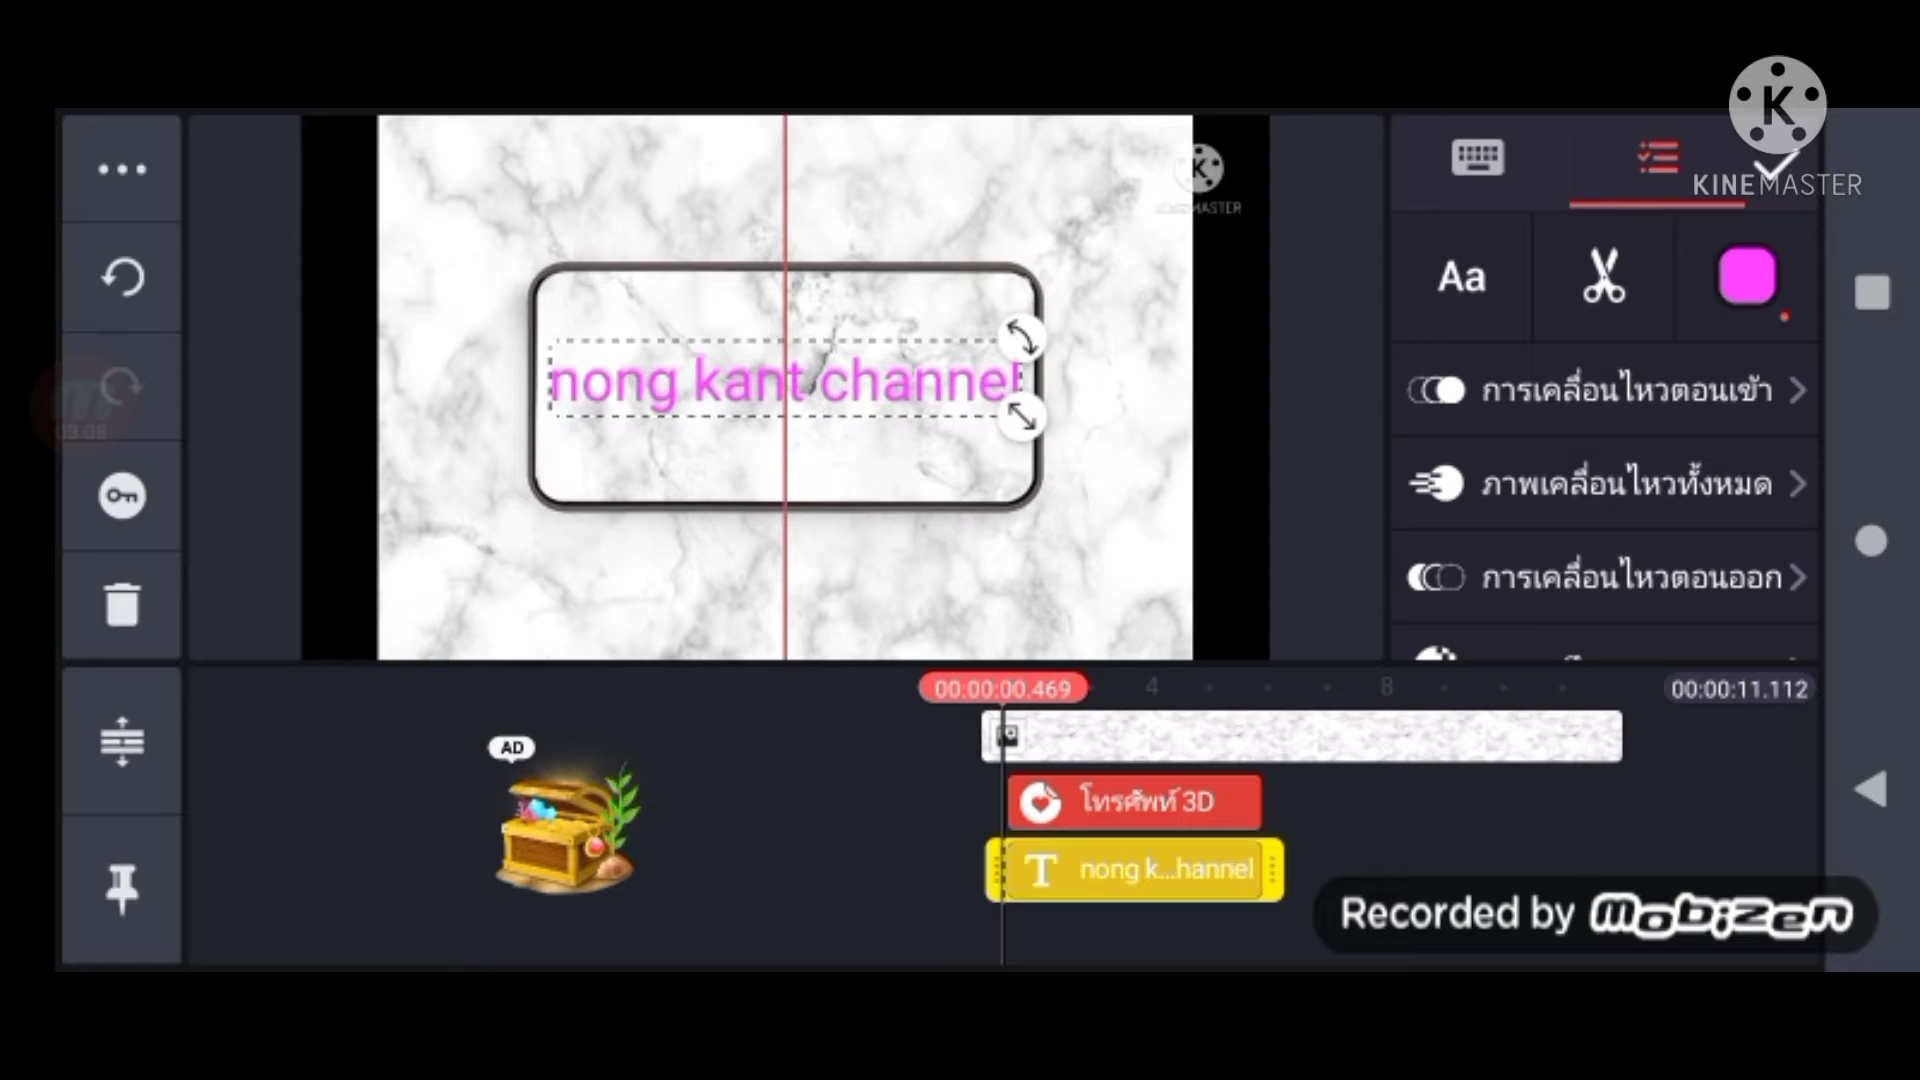 KINEMASTER
Aa
nong kant channel
03:08
การเคลื่อนไหวตอนเข้า
ภาพเคลื่อนไหวทั้งหมด
การเคลื่อนไหวตอนออก
00:00:00.469
4
8
00:00:11.112
AD
โทรศัพท์ 3D
T nong k...hannel
Recorded by Mobizen